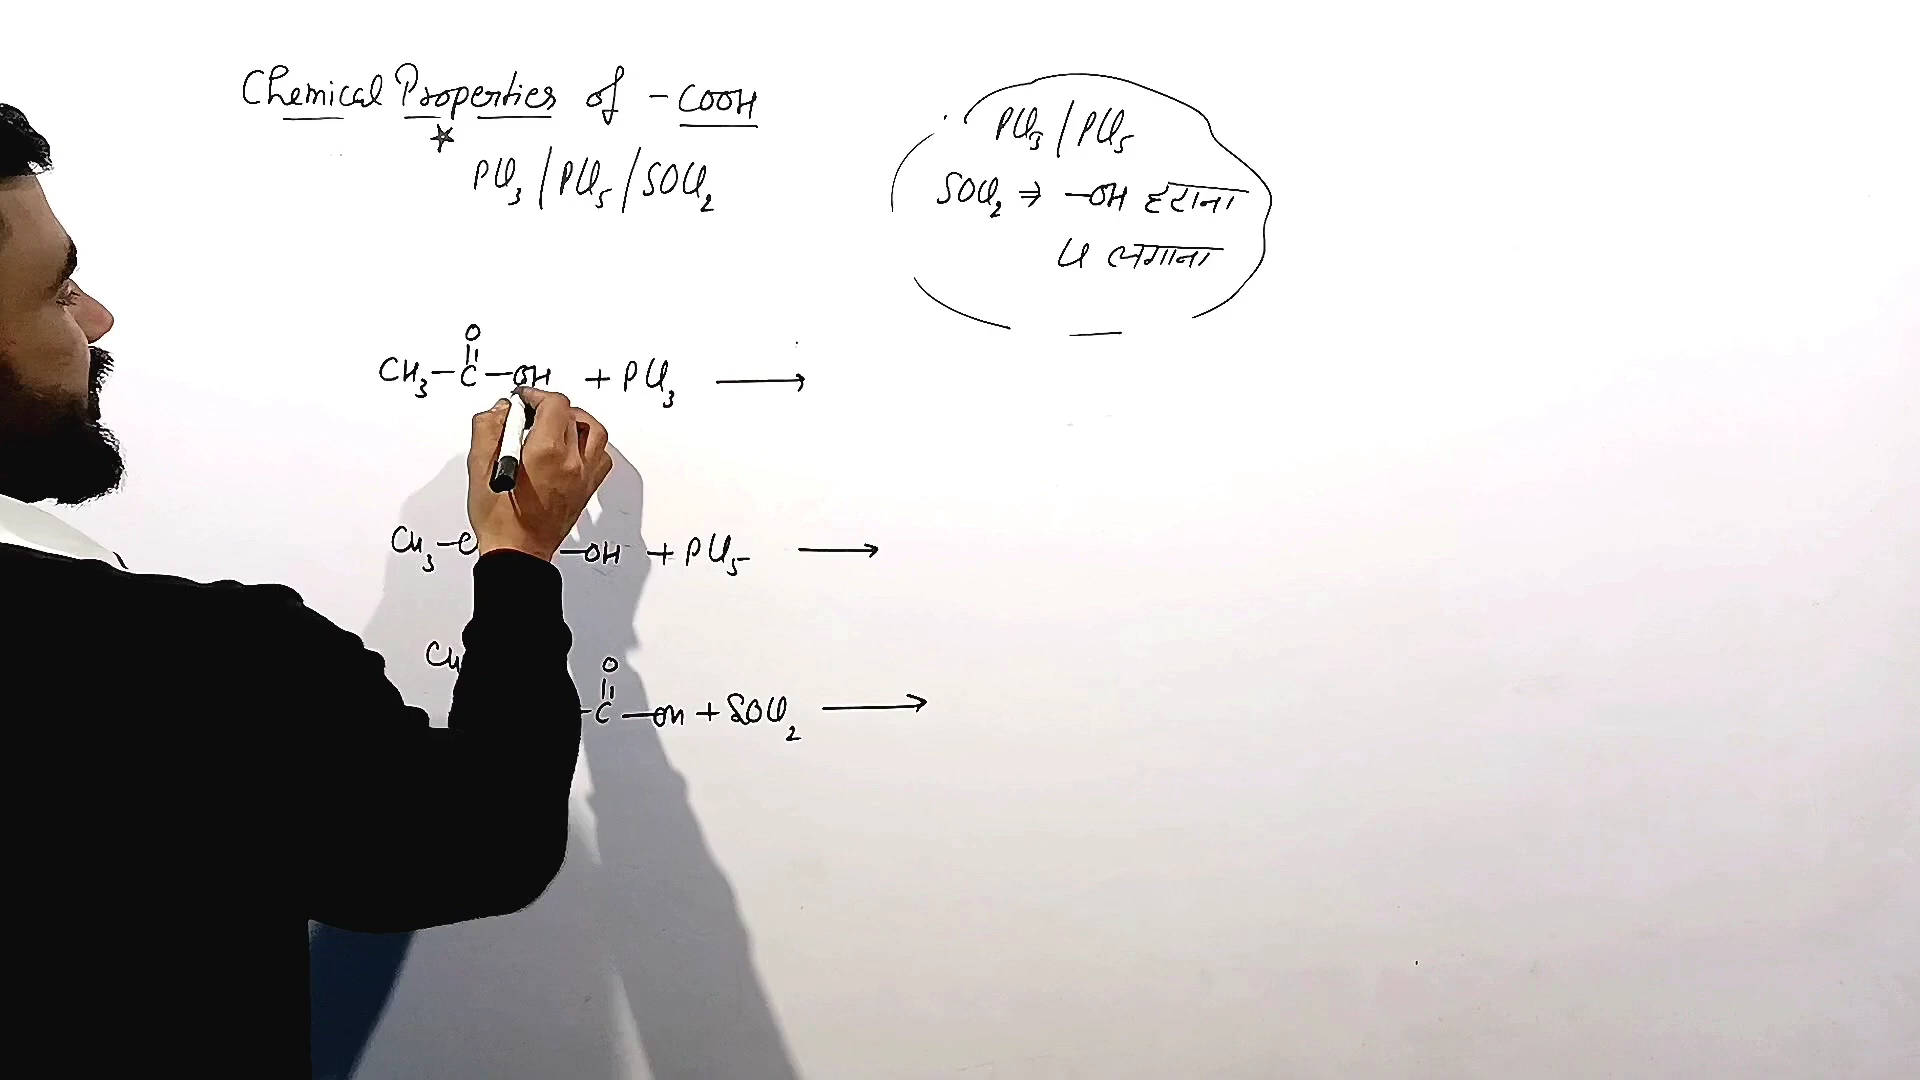 Chemical Properties of -COOH
PCl₃ / PCl₅ / SOCl₂
PCl₃ / PCl₅
SOCl₂ ⇒ -OH हटाना
Cl लगाना
O
CH₃-C-OH + PCl₃ ⟶
CH₃-C -OH + PCl₅ ⟶
O
-C-OH + SOCl₂ ⟶